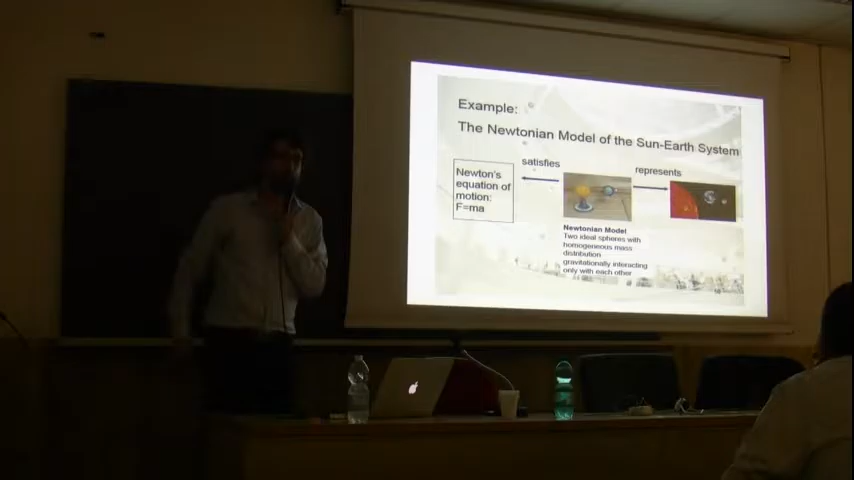 Example:
The Newtonian Model of the Sun-Earth System
satisfies
represents
Newton's
equation of
motion:
F=ma
Newtonian Model
Two ideal spheres with
homogeneous mass
distribution
gravitationally interacting
only with each other